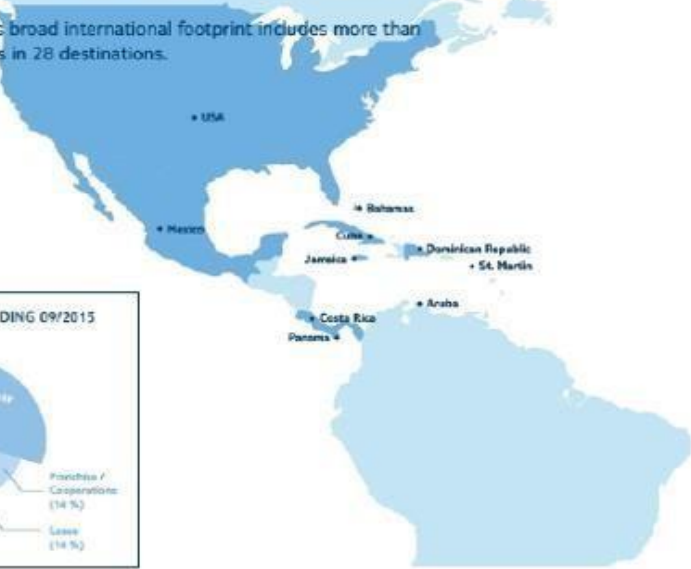 s broad international footprint includes more than
s in 28 destinations.
• USA
• Bahamas
• Mexico
Cuba •
• Dominican Republic
Jamaica •
• St. Martin
• Aruba
• Costa Rica
Panama •
DING 09/2015
Franchise /
Cooperations
(14 %)
Lease
(14 %)